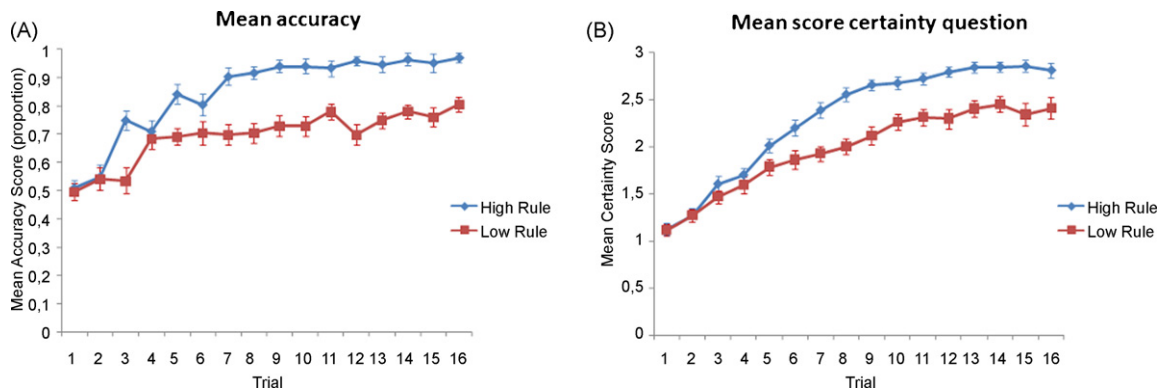 (A)
Mean accuracy
Mean Accuracy Score (proportion)
1
0,9
0,8
0,7
0,6
0,5
0,4
0,3
0,2
0,1
0
1 2 3 4 5 6 7 8 9 10 11 12 13 14 15 16
Trial
High Rule
Low Rule
(B)
Mean score certainty question
Mean Certainty Score
3
2,5
2
1,5
1
0,5
0
1 2 3 4 5 6 7 8 9 10 11 12 13 14 15 16
Trial
High Rule
Low Rule